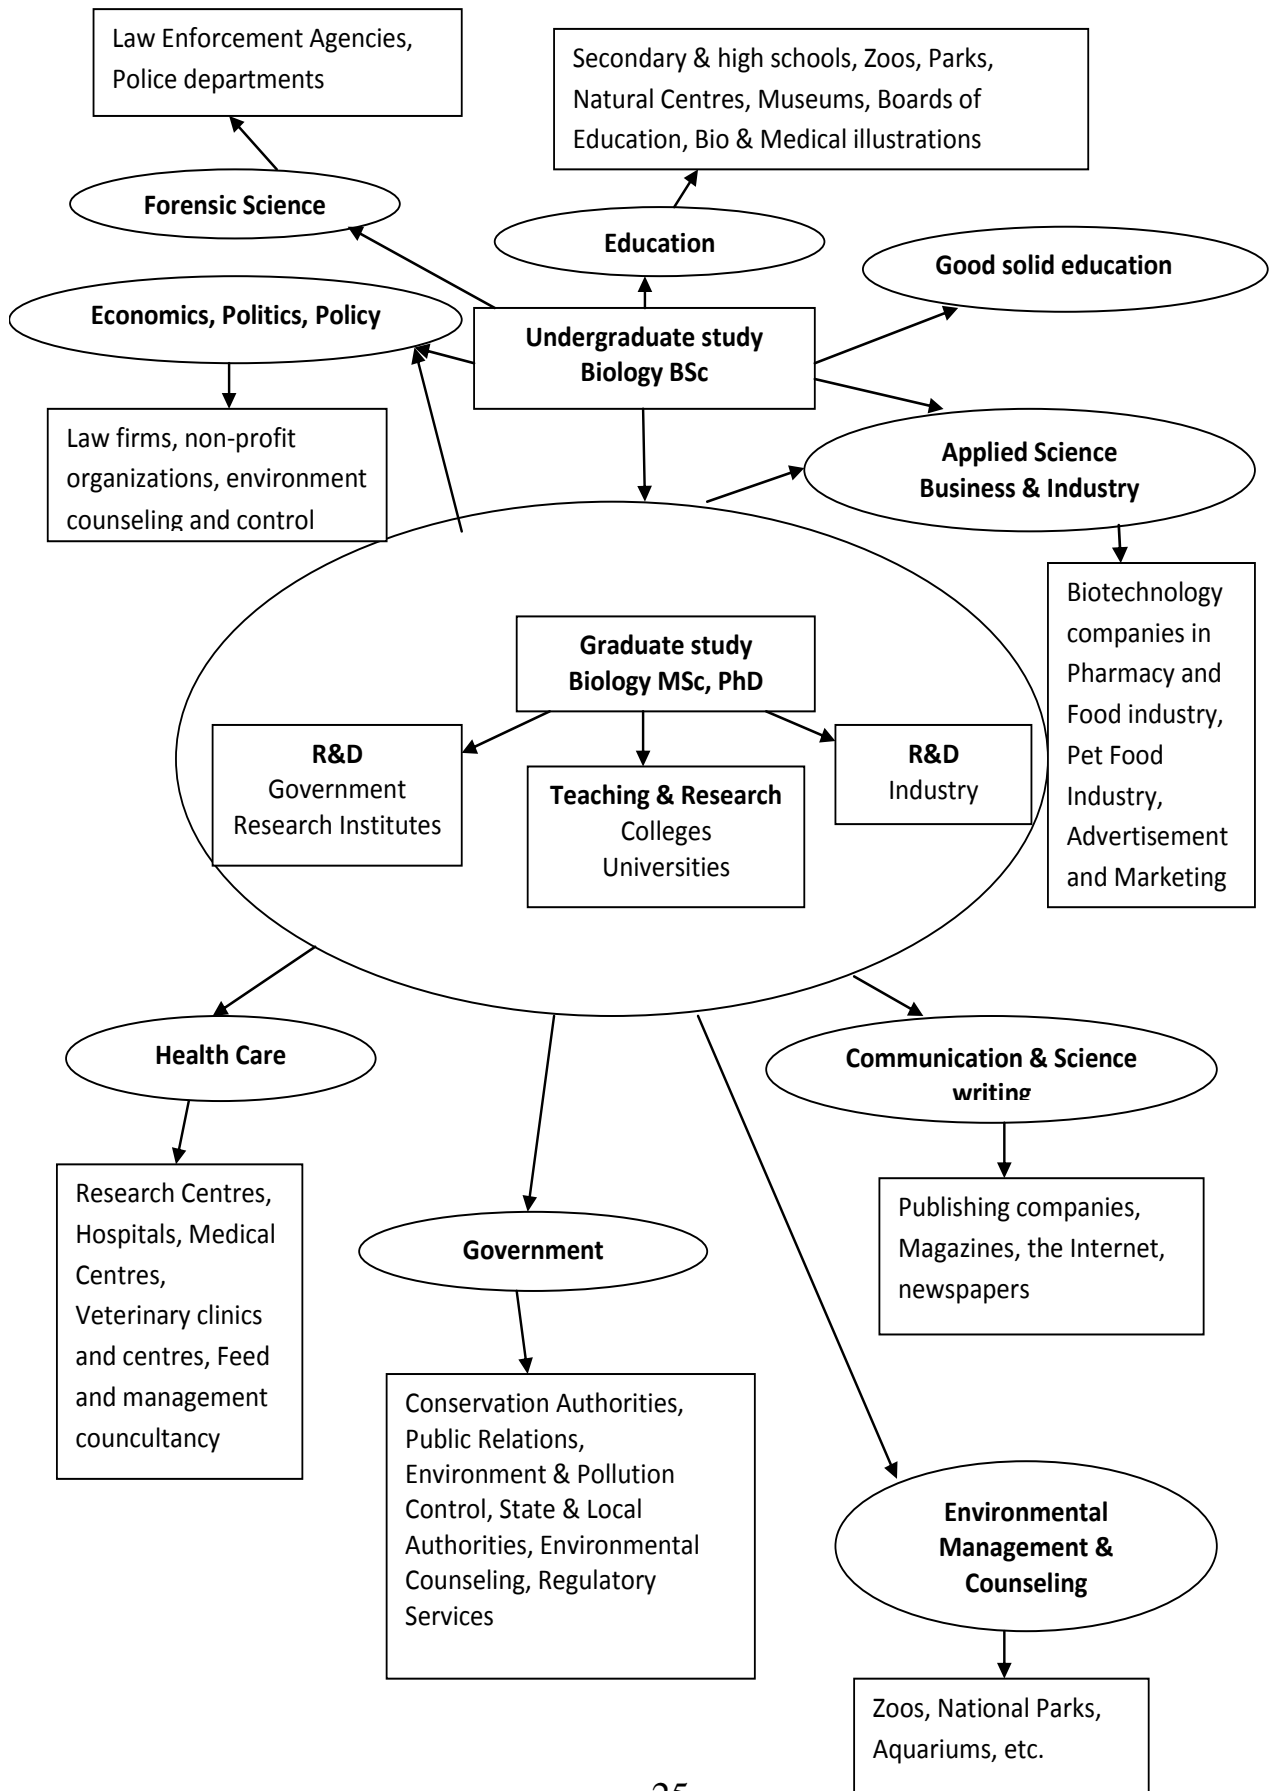 Law Enforcement Agencies,
Police departments
Secondary & high schools, Zoos, Parks,
Natural Centres, Museums, Boards of
Education, Bio & Medical illustrations
Forensic Science
Education
Good solid education
Economics, Politics, Policy
Undergraduate study
Biology BSc
Law firms, non-profit
organizations, environment
counseling and control
Applied Science
Business & Industry
Biotechnology
companies in
Pharmacy and
Food industry,
Pet Food
Industry,
Advertisement
and Marketing
Graduate study
Biology MSc, PhD
R&D
Government
Research Institutes
Teaching & Research
Colleges
Universities
R&D
Industry
Health Care
Communication & Science
writing
Research Centres,
Hospitals, Medical
Centres,
Veterinary clinics
and centres, Feed
and management
councultancy
Publishing companies,
Magazines, the Internet,
newspapers
Government
Conservation Authorities,
Public Relations,
Environment & Pollution
Control, State & Local
Authorities, Environmental
Counseling, Regulatory
Services
Environmental
Management &
Counseling
Zoos, National Parks,
Aquariums, etc.